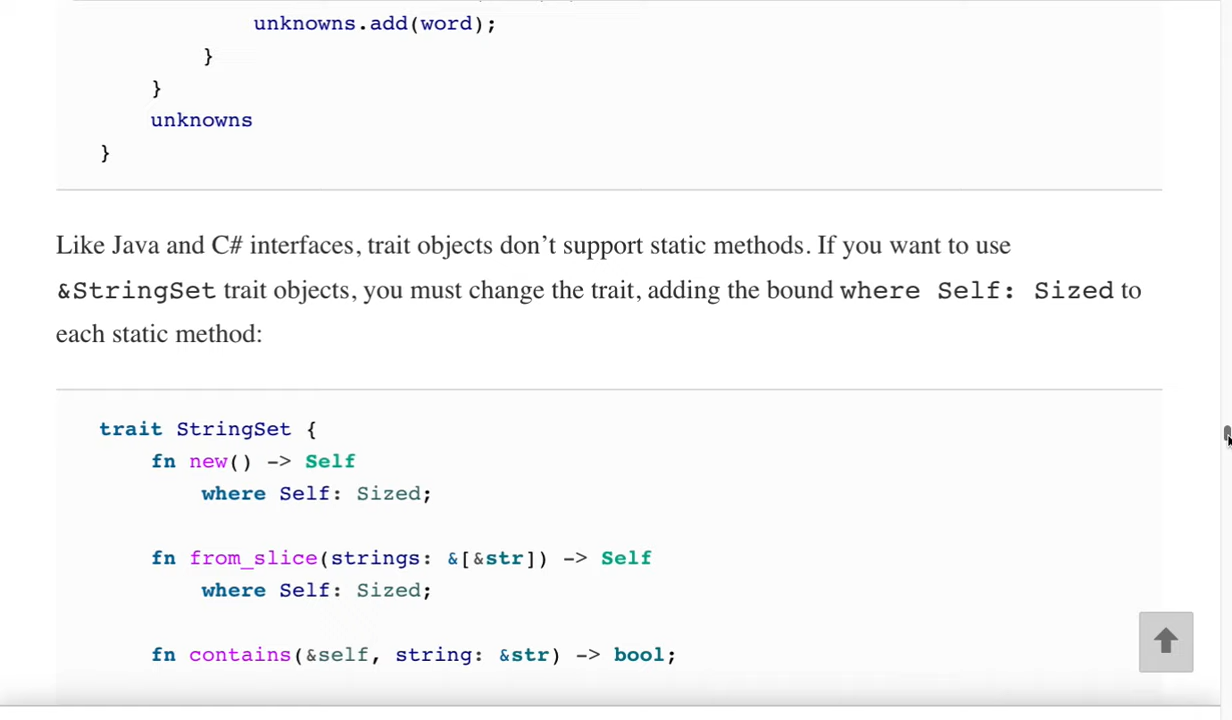 unknowns.add(word);
}
}
unknowns
}
Like Java and C# interfaces, trait objects don’t support static methods. If you want to use
&StringSet trait objects, you must change the trait, adding the bound where Self: Sized to
each static method:
trait StringSet {
fn new() -> Self
where Self: Sized;
fn from_slice(strings: &[&str]) -> Self
where Self: Sized;
fn contains(&self, string: &str) -> bool;